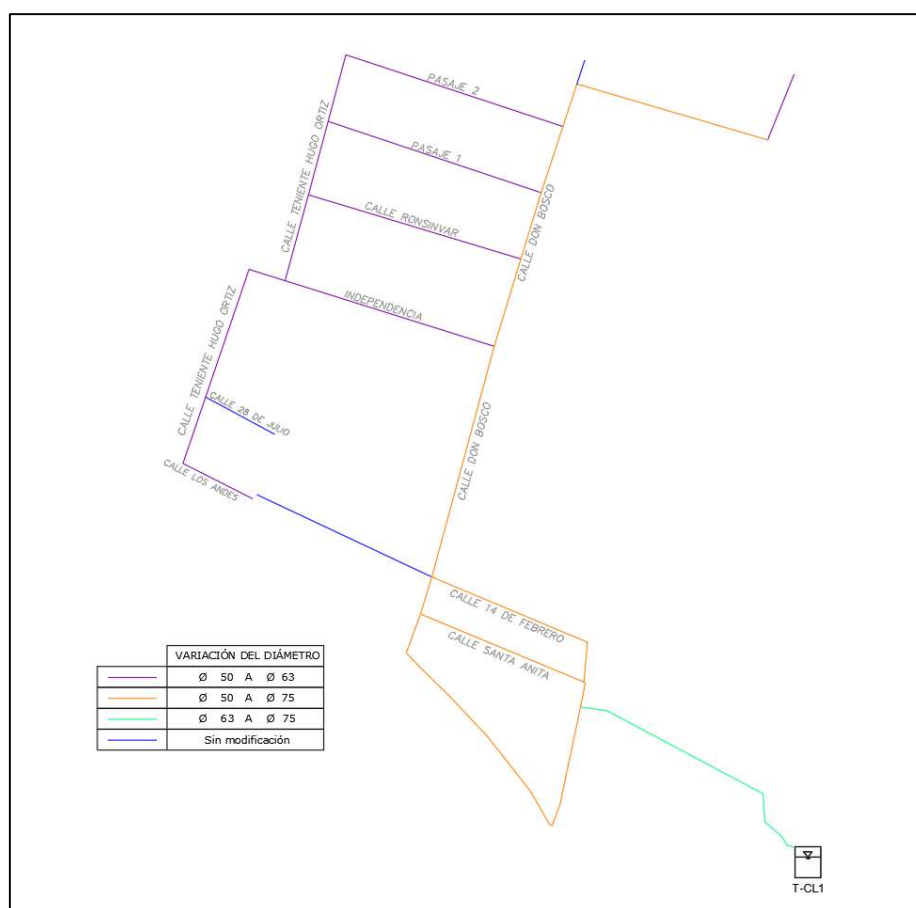 PASAJE 2
PASAJE 1
CALLE RONSINVAR
INDEPENDENCIA
CALLE TENIENTE HUGO ORTIZ
CALLE TENIENTE HUGO ORTIZ
CALLE DON BOSCO
CALLE DON BOSCO
CALLE 28 DE JULIO
CALLE LOS ANDES
CALLE 14 DE FEBRERO
CALLE SANTA ANITA
VARIACIÓN DEL DIÁMETRO
Ø 50 A Ø 63
Ø 50 A Ø 75
Ø 63 A Ø 75
Sin modificación
T-CL1